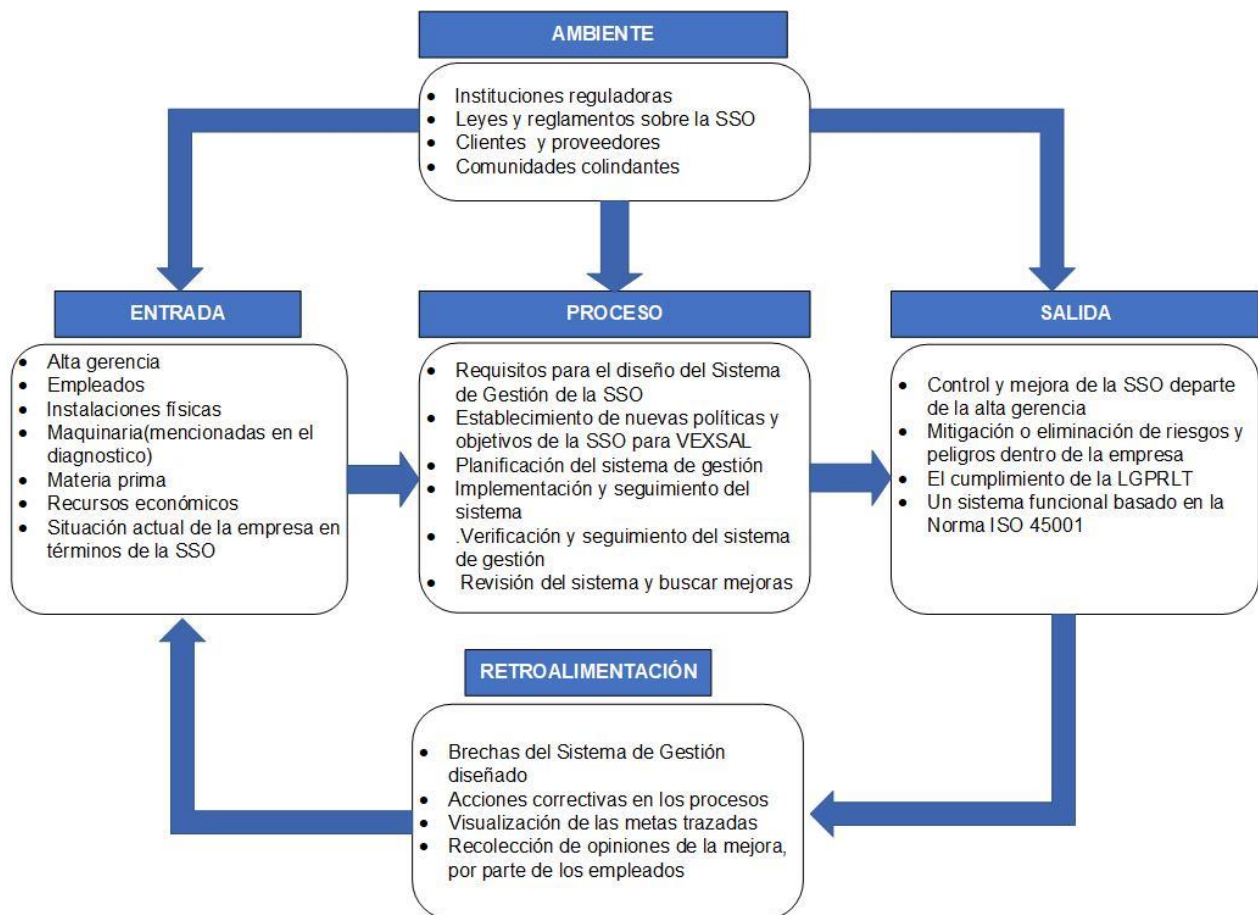 AMBIENTE
• Instituciones reguladoras
• Leyes y reglamentos sobre la SSO
• Clientes y proveedores
• Comunidades colindantes
ENTRADA
• Alta gerencia
• Empleados
• Instalaciones físicas
• Maquinaria(mencionadas en el
diagnostico)
• Materia prima
• Recursos económicos
• Situación actual de la empresa en
términos de la SSO
PROCESO
• Requisitos para el diseño del Sistema
de Gestión de la SSO
• Establecimiento de nuevas políticas y
objetivos de la SSO para VEXSAL
• Planificación del sistema de gestión
• Implementación y seguimiento del
sistema
• .Verificación y seguimiento del sistema
de gestión
• Revisión del sistema y buscar mejoras
SALIDA
• Control y mejora de la SSO departe
de la alta gerencia
• Mitigación o eliminación de riesgos y
peligros dentro de la empresa
• El cumplimiento de la LGPRLT
• Un sistema funcional basado en la
Norma ISO 45001
RETROALIMENTACIÓN
• Brechas del Sistema de Gestión
diseñado
• Acciones correctivas en los procesos
• Visualización de las metas trazadas
• Recolección de opiniones de la mejora,
por parte de los empleados